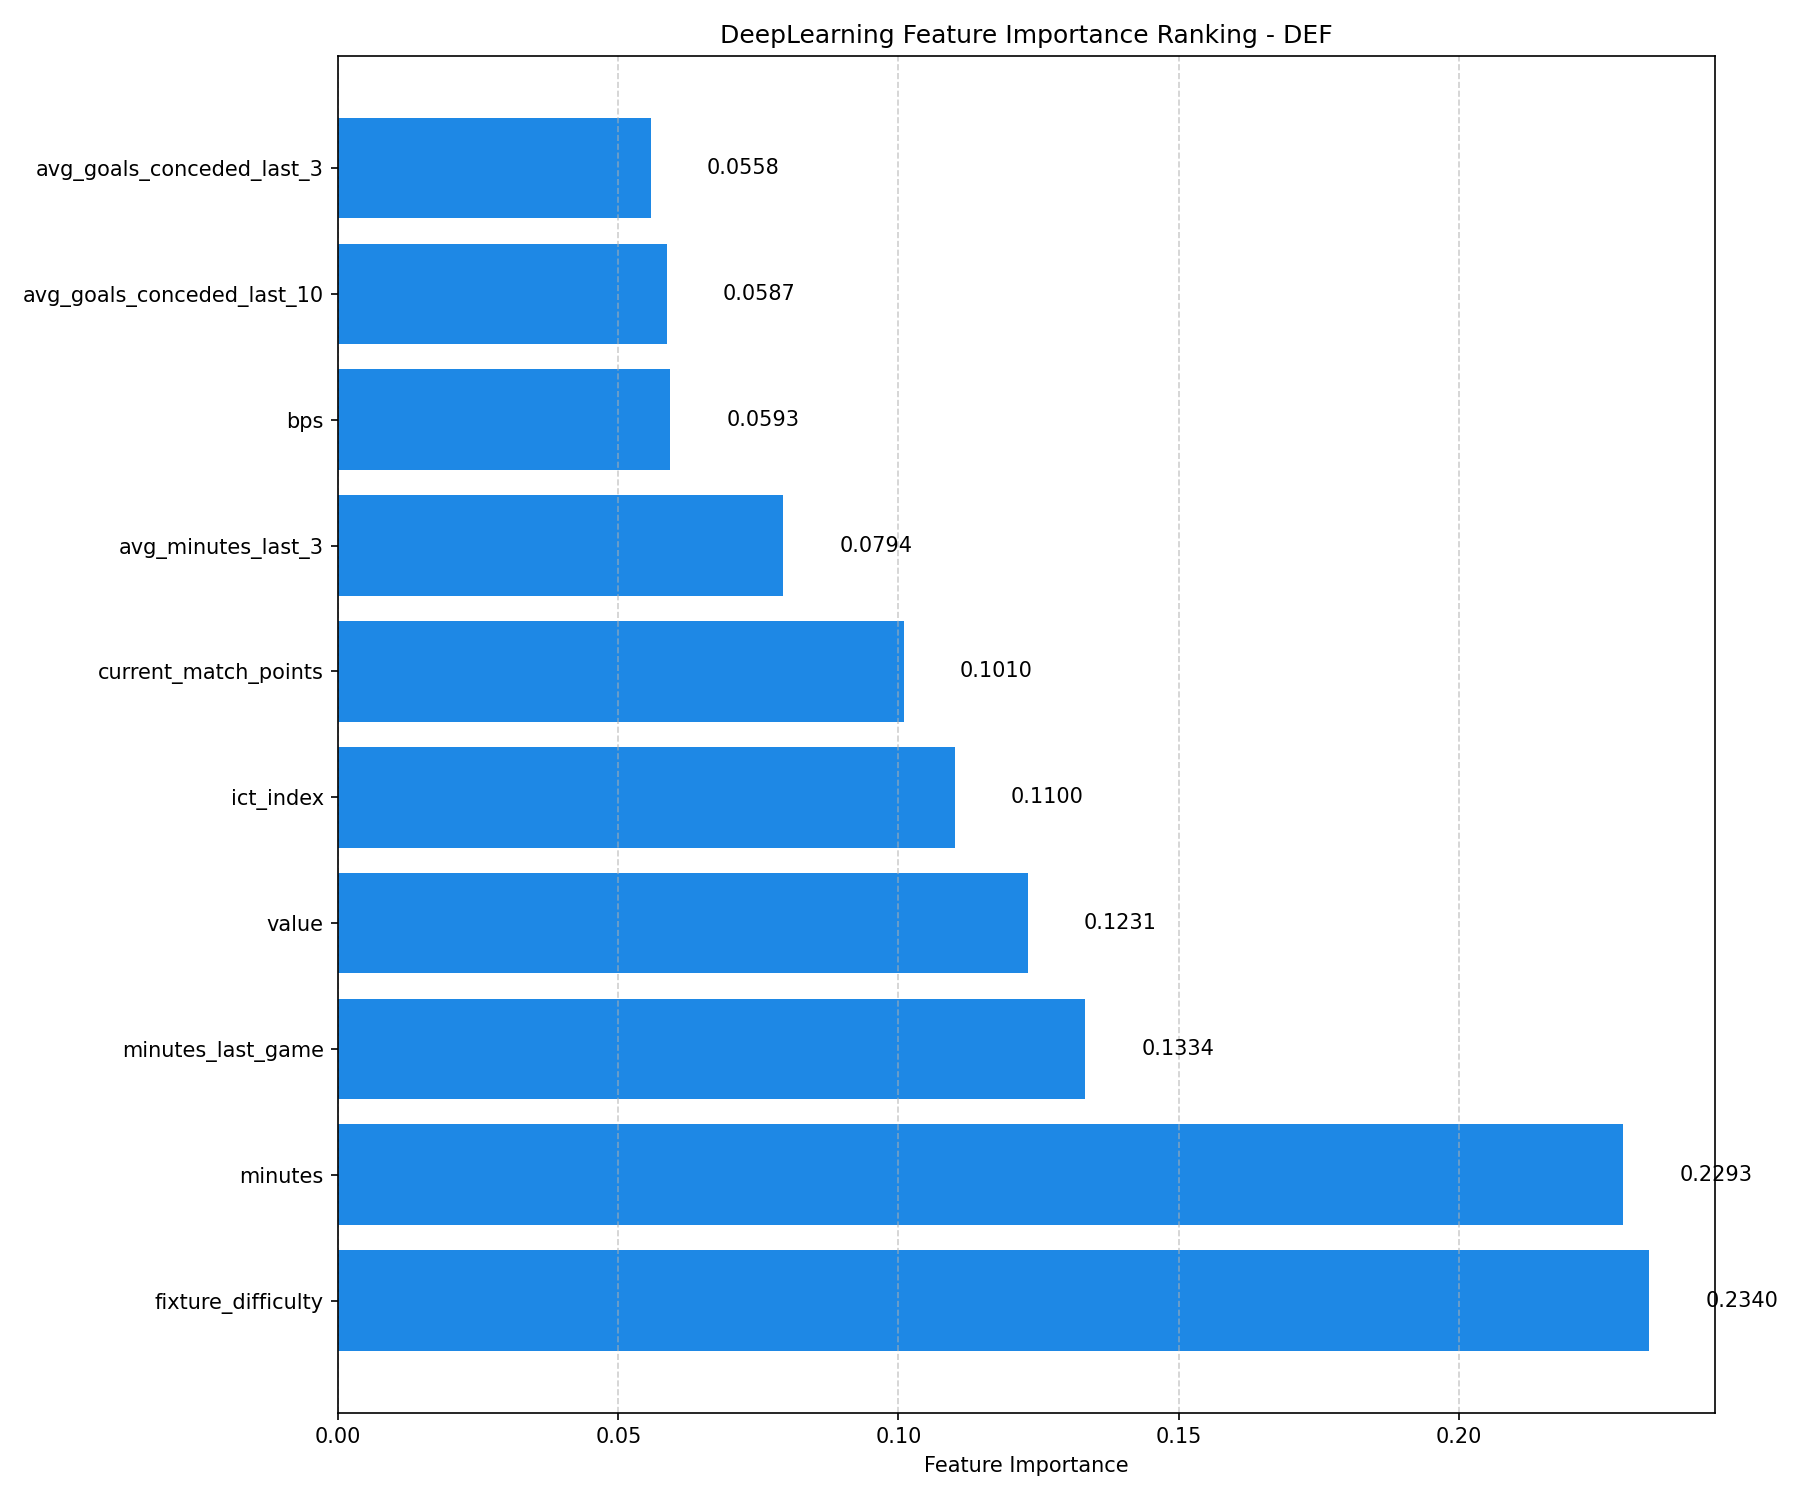 DeepLearning Feature Importance Ranking - DEF
avg_goals_conceded_last_3 0.0558
avg_goals_conceded_last_10 0.0587
bps 0.0593
avg_minutes_last_3 0.0794
current_match_points 0.1010
ict_index 0.1100
value 0.1231
minutes_last_game 0.1334
minutes 0.2293
fixture_difficulty 0.2340
0.00 0.05 0.10 0.15 0.20
Feature Importance